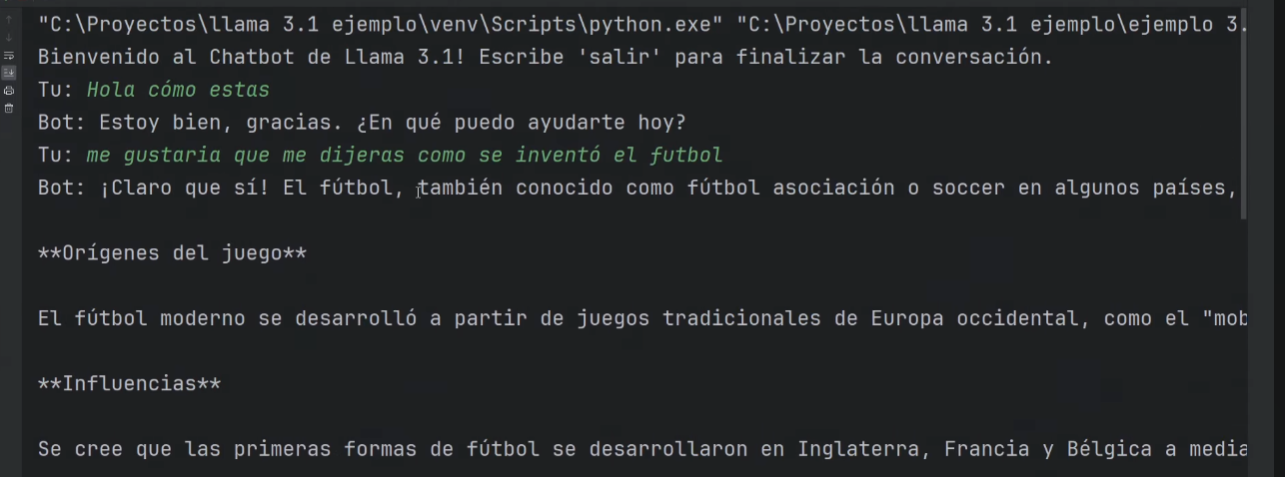 "C:\Proyectos\llama 3.1 ejemplo\venv\Scripts\python.exe" "C:\Proyectos\llama 3.1 ejemplo\ejemplo 3.
Bienvenido al Chatbot de Llama 3.1! Escribe 'salir' para finalizar la conversación.
Tu: Hola cómo estas
Bot: Estoy bien, gracias. ¿En qué puedo ayudarte hoy?
Tu: me gustaria que me dijeras como se inventó el futbol
Bot: ¡Claro que sí! El fútbol, también conocido como fútbol asociación o soccer en algunos países,
**Orígenes del juego**
El fútbol moderno se desarrolló a partir de juegos tradicionales de Europa occidental, como el "mob
**Influencias**
Se cree que las primeras formas de fútbol se desarrollaron en Inglaterra, Francia y Bélgica a media